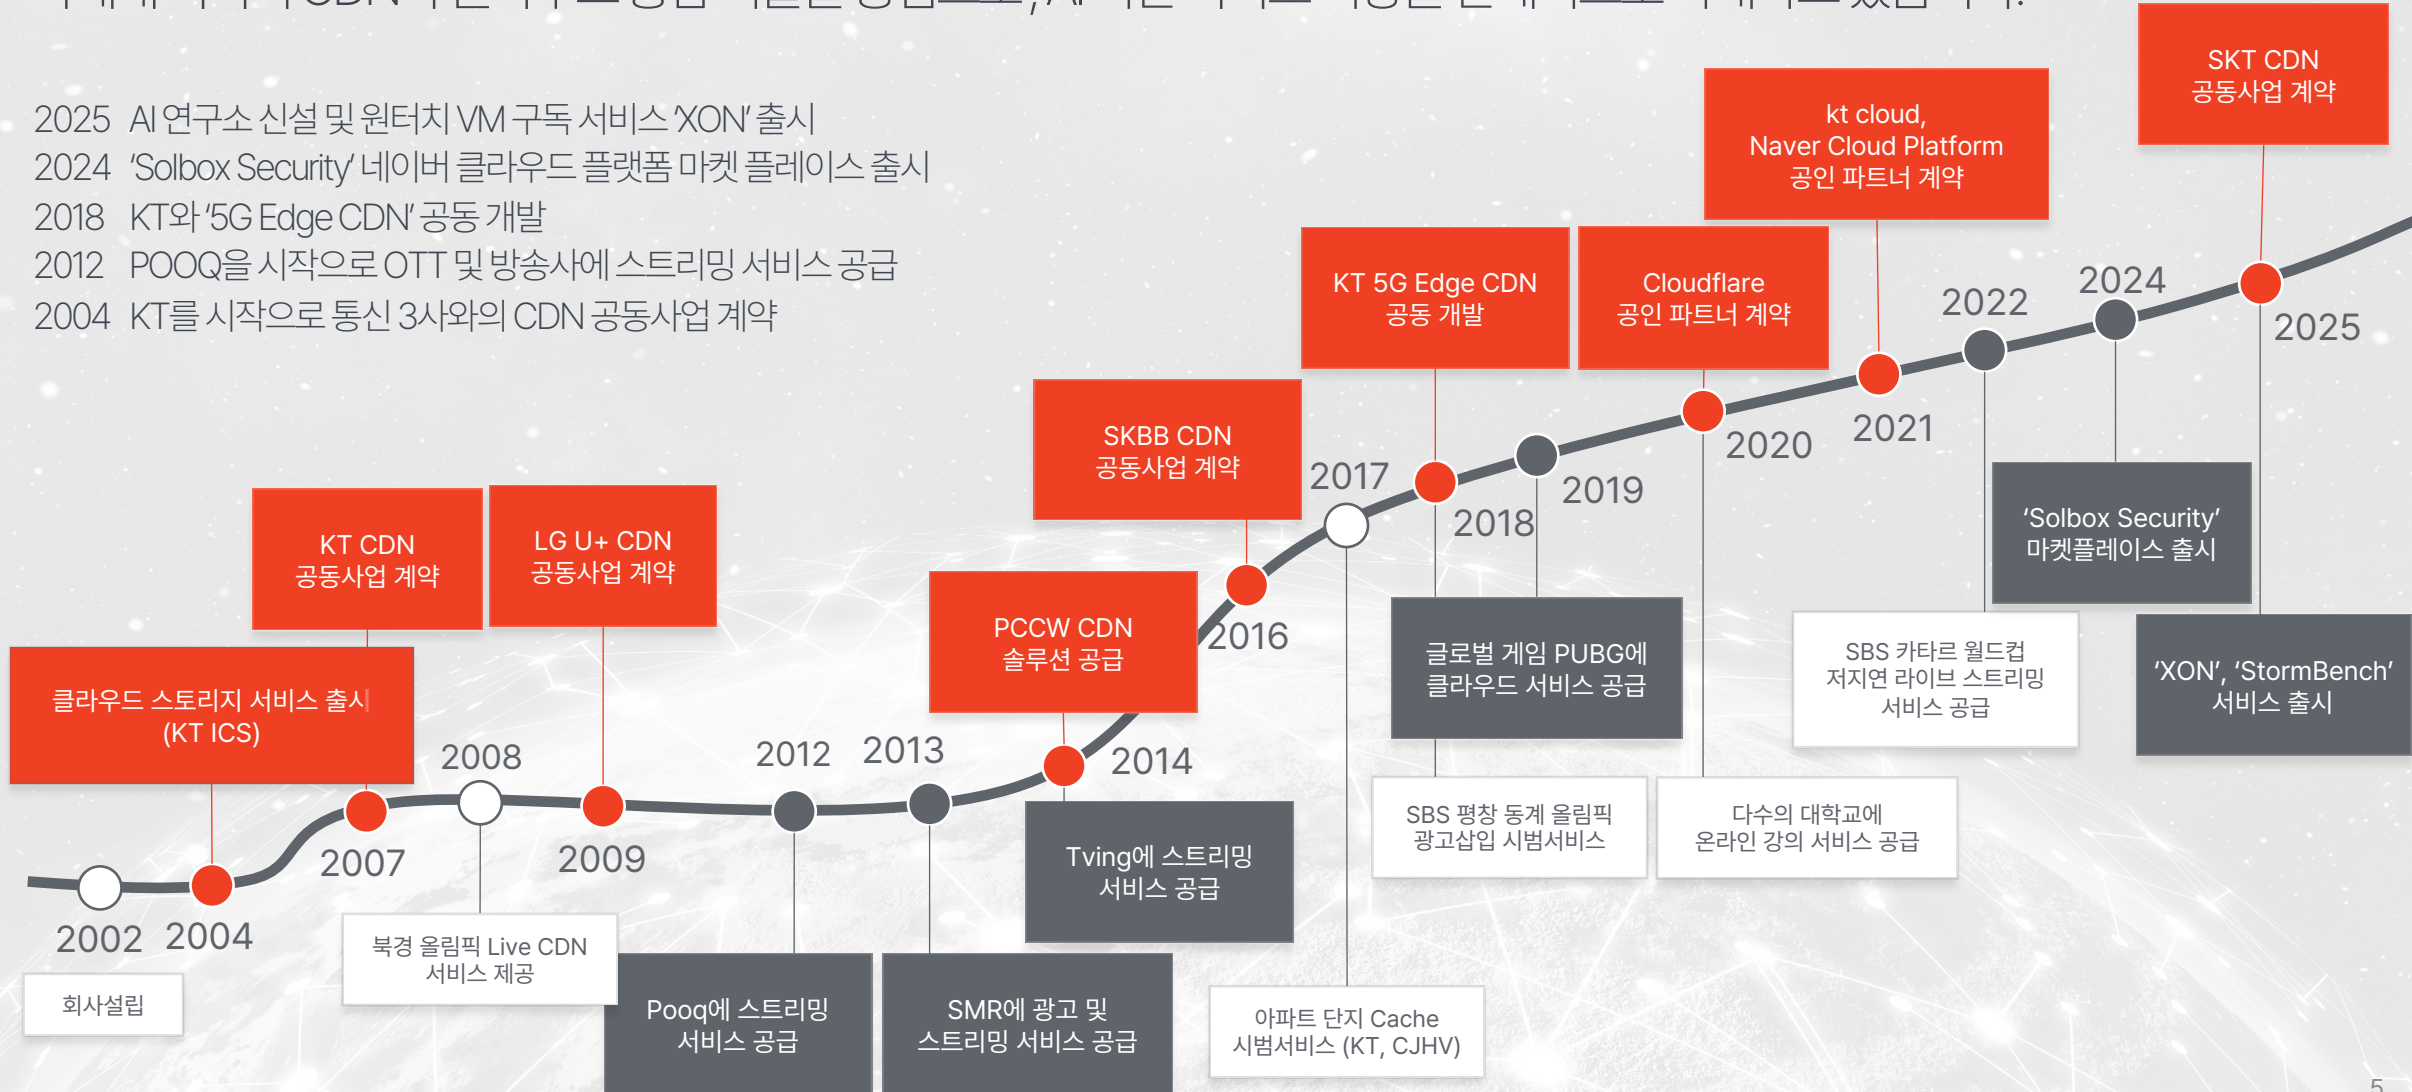 2025 AI 연구소 신설 및 원터치 VM 구독 서비스 ‘XON’ 출시
2024 ‘Solbox Security’ 네이버 클라우드 플랫폼 마켓 플레이스 출시
2018 KT와 ‘5G Edge CDN’ 공동 개발
2012 POOQ을 시작으로 OTT 및 방송사에 스트리밍 서비스 공급
2004 KT를 시작으로 통신 3사와의 CDN 공동사업 계약
2002
회사설립
2004
클라우드 스토리지 서비스 출시
(KT ICS)
2007
KT CDN
공동사업 계약
2008
북경 올림픽 Live CDN
서비스 제공
2009
LG U+ CDN
공동사업 계약
2012
Pooq에 스트리밍
서비스 공급
2013
SMR에 광고 및
스트리밍 서비스 공급
2014
PCCW CDN
솔루션 공급
Tving에 스트리밍
서비스 공급
2016
SKBB CDN
공동사업 계약
2017
아파트 단지 Cache
시범서비스 (KT, CJHV)
2018
KT 5G Edge CDN
공동 개발
SBS 평창 동계 올림픽
광고삽입 시범서비스
2019
글로벌 게임 PUBG에
클라우드 서비스 공급
2020
Cloudflare
공인 파트너 계약
다수의 대학교에
온라인 강의 서비스 공급
2021
kt cloud,
Naver Cloud Platform
공인 파트너 계약
2022
SBS 카타르 월드컵
저지연 라이브 스트리밍
서비스 공급
2024
‘Solbox Security’
마켓플레이스 출시
2025
SKT CDN
공동사업 계약
‘XON’, ‘StormBench’
서비스 출시
5